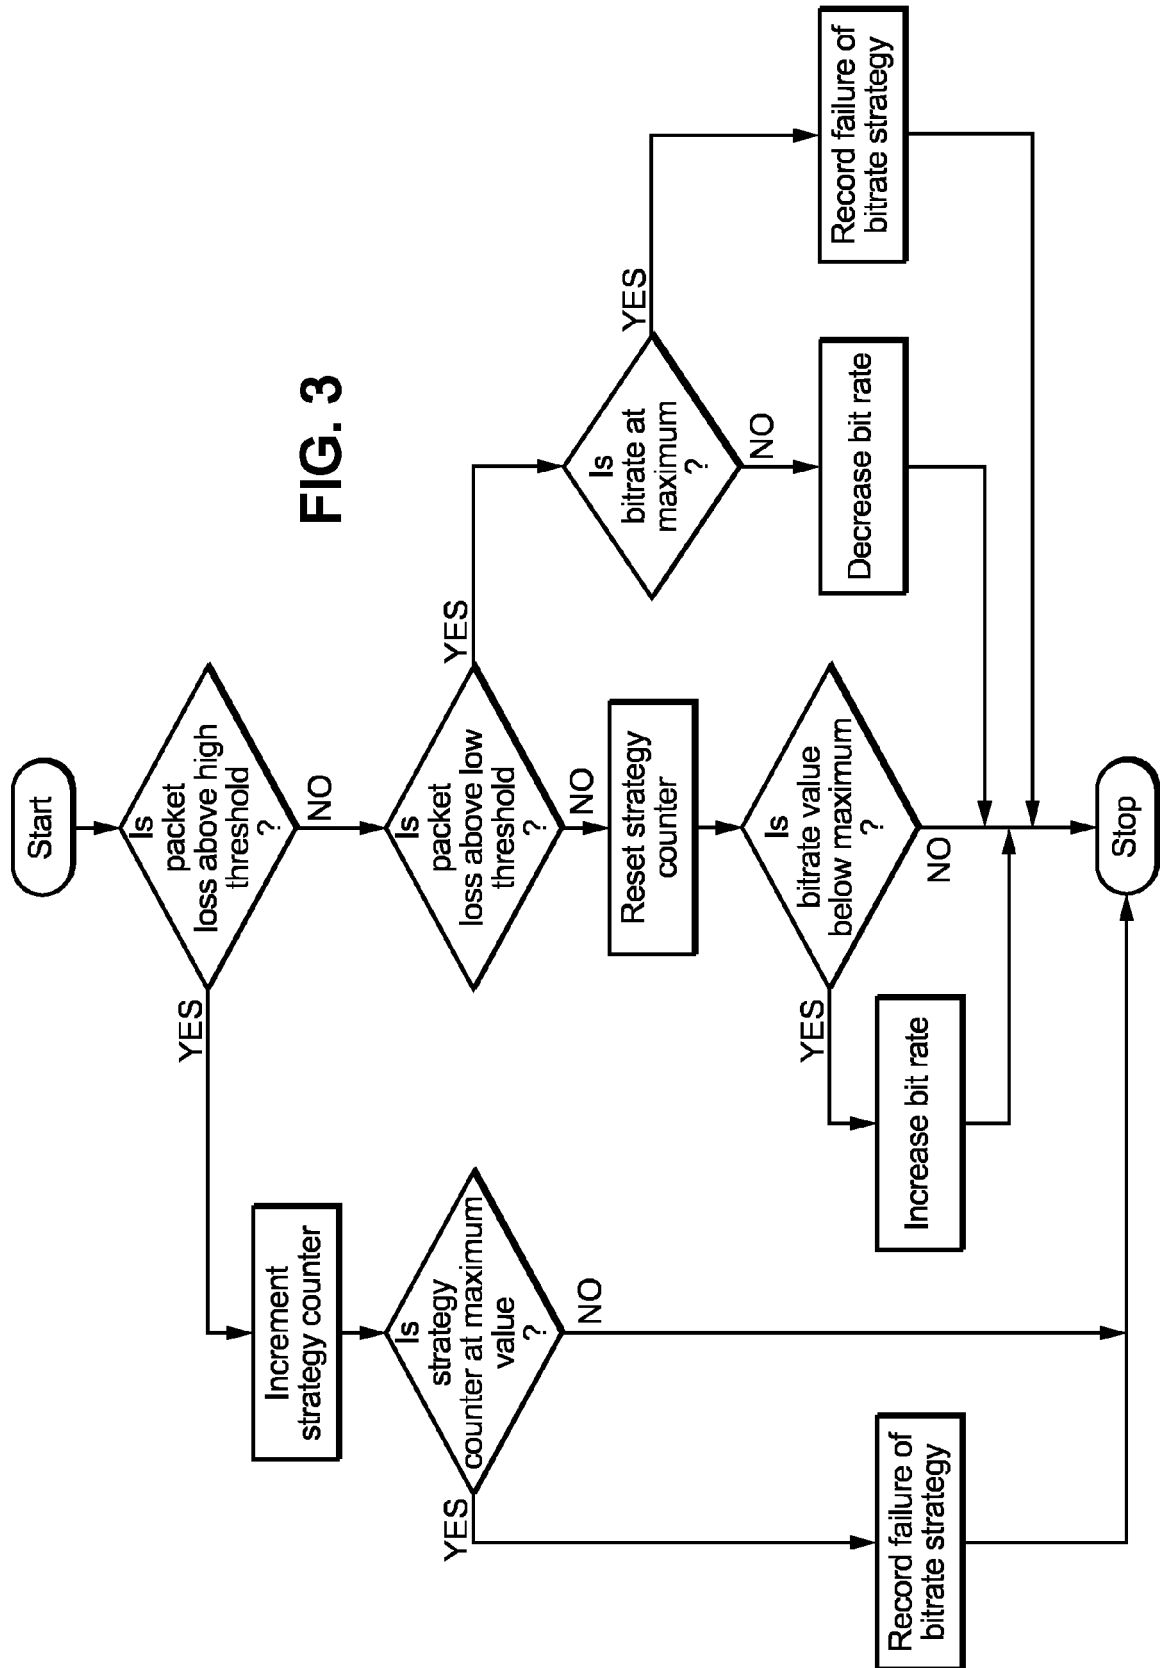 FIG. 3
Start
Is
packet
loss above high
threshold
?
YES
NO
Increment
strategy counter
Is
strategy
counter at maximum
value
?
YES
NO
Record failure of
bitrate strategy
Is
packet
loss above low
threshold
?
YES
NO
Reset strategy
counter
Is
bitrate value
below maximum
?
YES
NO
Increase bit rate
Is
bitrate at
maximum
?
YES
NO
Decrease bit rate
Record failure of
bitrate strategy
Stop